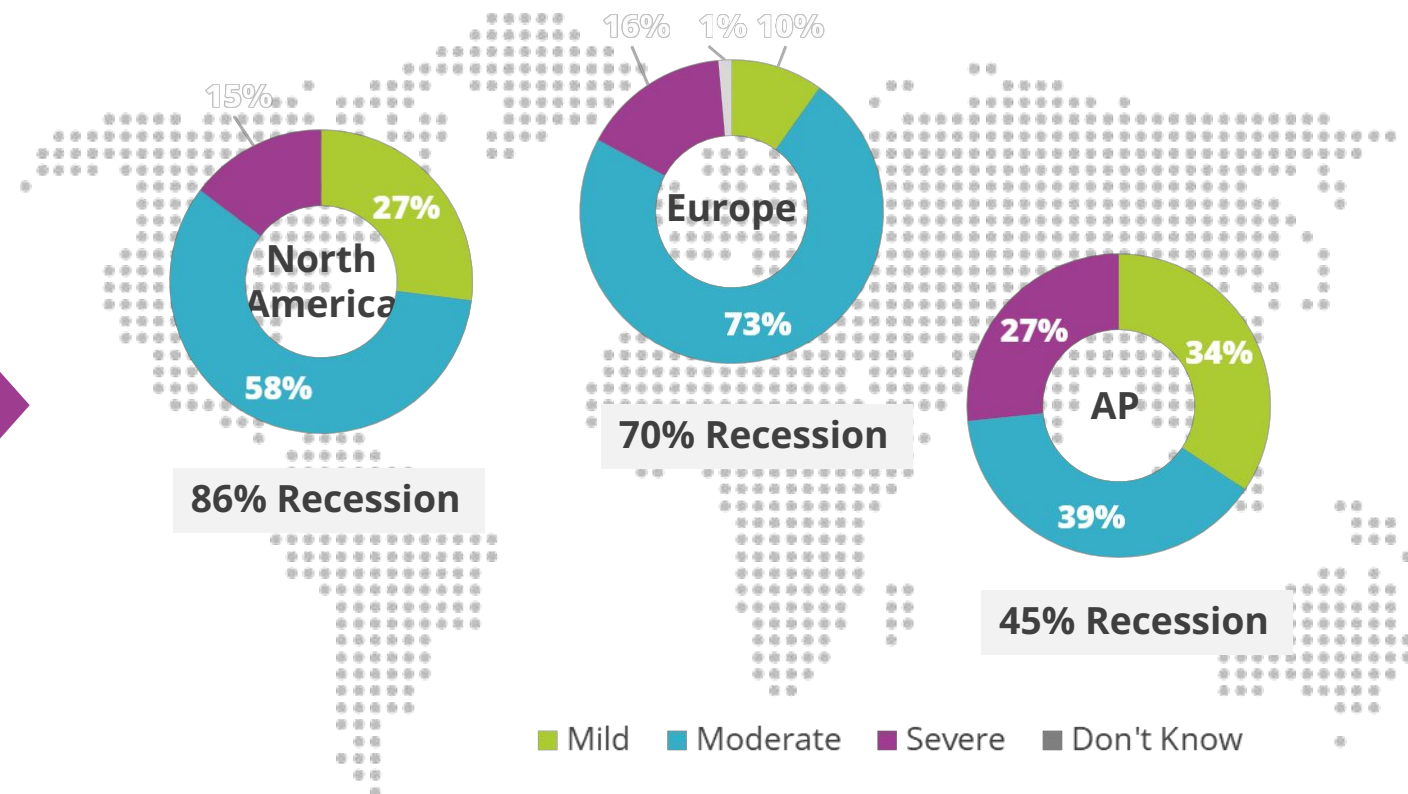 15%
27%
North
America
58%
86% Recession
16%
1%
10%
Europe
73%
70% Recession
27%
34%
AP
39%
45% Recession
Mild
Moderate
Severe
Don't Know